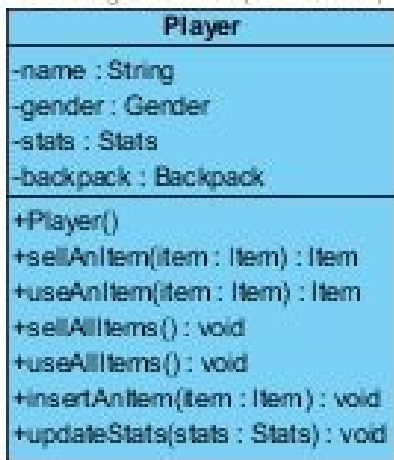 Player
-name : String
-gender : Gender
-stats : Stats
-backpack : Backpack
+Player()
+sellAnItem(item : Item) : Item
+useAnItem(item : Item) : Item
+sellAllItems() : void
+useAllItems() : void
+insertAnItem(item : Item) : void
+updateStats(stats : Stats) : void